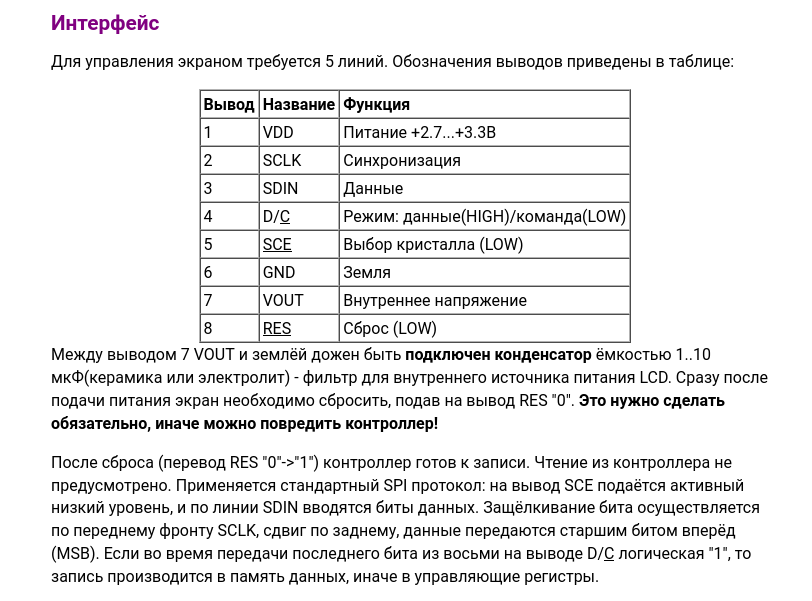 Интерфейс
Для управления экраном требуется 5 линий. Обозначения выводов приведены в таблице:
Вывод Название Функция
1 VDD Питание +2.7...+3.3В
2 SCLK Синхронизация
3 SDIN Данные
4 D/C Режим: данные(HIGH)/команда(LOW)
5 SCE Выбор кристалла (LOW)
6 GND Земля
7 VOUT Внутреннее напряжение
8 RES Сброс (LOW)
Между выводом 7 VOUT и землёй дожен быть подключен конденсатор ёмкостью 1..10
мкФ(керамика или электролит) - фильтр для внутреннего источника питания LCD. Сразу после
подачи питания экран необходимо сбросить, подав на вывод RES "0". Это нужно сделать
обязательно, иначе можно повредить контроллер!
После сброса (перевод RES "0"->"1") контроллер готов к записи. Чтение из контроллера не
предусмотрено. Применяется стандартный SPI протокол: на вывод SCE подаётся активный
низкий уровень, и по линии SDIN вводятся биты данных. Защёлкивание бита осуществляется
по переднему фронту SCLK, сдвиг по заднему, данные передаются старшим битом вперёд
(MSB). Если во время передачи последнего бита из восьми на выводе D/C логическая "1", то
запись производится в память данных, иначе в управляющие регистры.